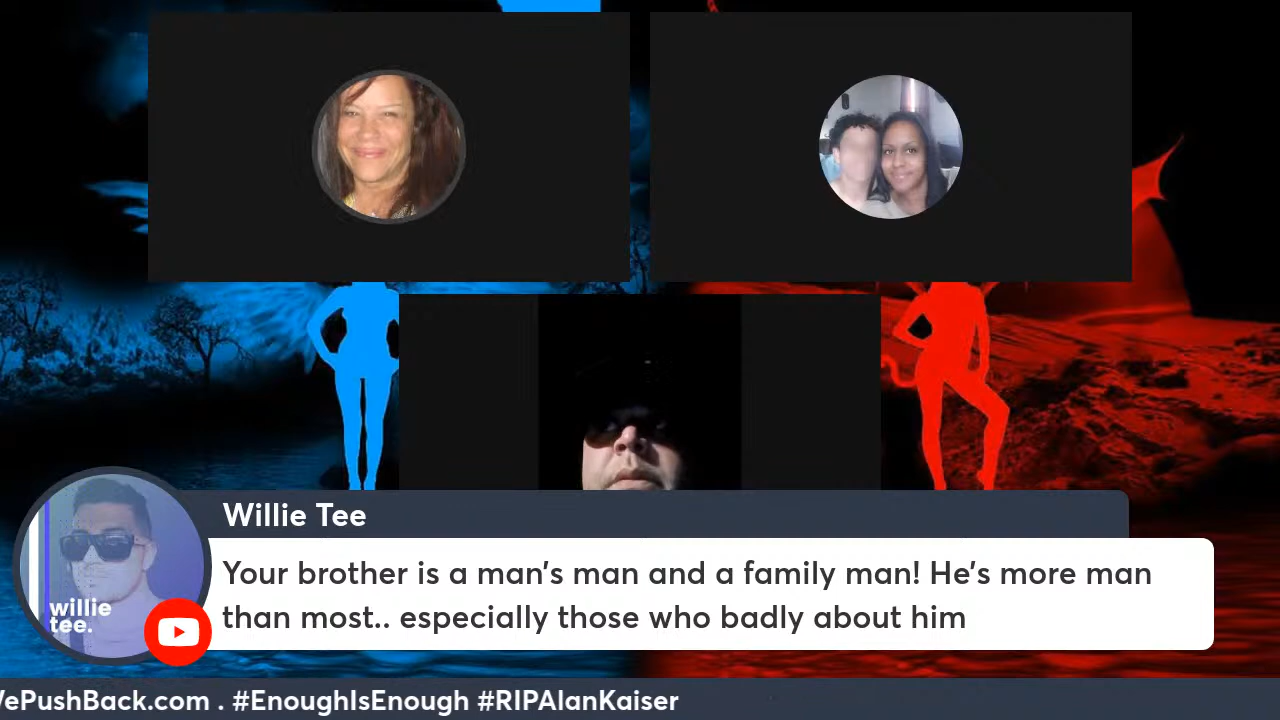 Willie Tee
Your brother is a man's man and a family man! He's more man
than most.. especially those who badly about him
willie
tee.
ePushBack.com . #EnoughIsEnough #RIPAlanKaiser